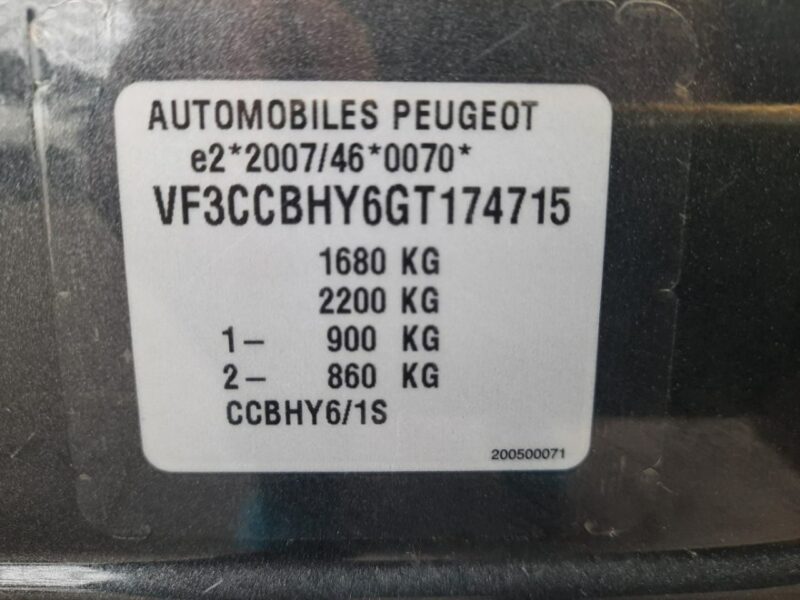 AUTOMOBILES PEUGEOT
e2*2007/46*0070*
VF3CCBHY6GT174715
1680 KG
2200 KG
1- 900 KG
2- 860 KG
CCBHY6/1S
200500071